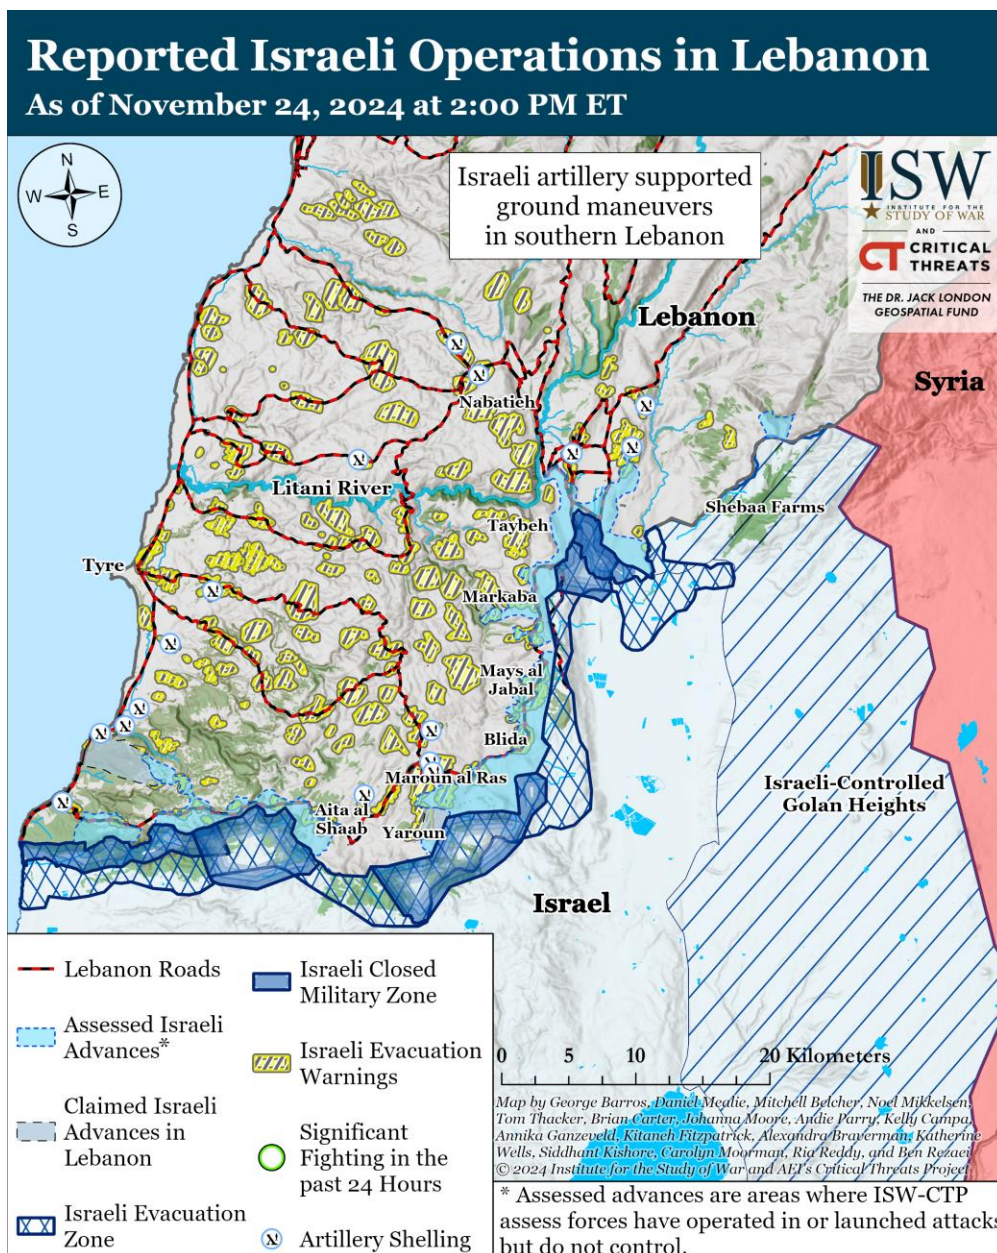 Reported Israeli Operations in Lebanon
As of November 24, 2024 at 2:00 PM ET
N
W E
S
Israeli artillery supported
ground maneuvers
in southern Lebanon
ISW
INSTITUTE FOR THE
STUDY OF WAR
AND
CT CRITICAL
THREATS
THE DR. JACK LONDON
GEOSPATIAL FUND
Lebanon
Syria
Nabatieh
Litani River
Shebaa Farms
Taybeh
Tyre
Markaba
Mays al
Jabal
Blida
Maroun al Ras
Aita al
Shaab
Yaroun
Israeli-Controlled
Golan Heights
Israel
Lebanon Roads
Assessed Israeli
Advances*
Claimed Israeli
Advances in
Lebanon
Israeli Evacuation
Zone
Israeli Closed
Military Zone
Israeli Evacuation
Warnings
Significant
Fighting in the
past 24 Hours
Artillery Shelling
0 5 10 20 Kilometers
Map by George Barros, Daniel Mealie, Mitchell Belcher, Noel Mikkelsen,
Tom Thacker, Brian Carter, Johanna Moore, Andie Parry, Kelly Campa,
Annika Ganzeveld, Kitaneh Fitzpatrick, Alexandra Braverman, Katherine
Wells, Siddhant Kishore, Carolyn Moorman, Ria Reddy, and Ben Rezaei
© 2024 Institute for the Study of War and AEI's Critical Threats Project
* Assessed advances are areas where ISW-CTP
assess forces have operated in or launched attacks
but do not control.